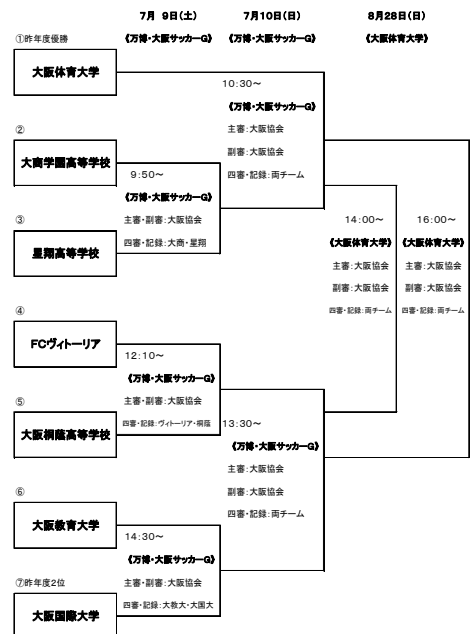 7月 9日(土) 7月10日(日) 8月28日(日)
①昨年度優勝 《万博・大阪サッカーG》 《万博・大阪サッカーG》 《大阪体育大学》
大阪体育大学
10:30～
《万博・大阪サッカーG》
主審:大阪協会
副審:大阪協会
四審・記録:両チーム
②
大商学園高等学校
9:50～
《万博・大阪サッカーG》
主審・副審:大阪協会
四審・記録:大商・星翔
③
星翔高等学校
14:00～
《大阪体育大学》
主審:大阪協会
副審:大阪協会
四審・記録:両チーム
16:00～
《大阪体育大学》
主審:大阪協会
副審:大阪協会
四審・記録:両チーム
④
FCヴィトーリア
12:10～
《万博・大阪サッカーG》
主審・副審:大阪協会
四審・記録:ヴィトーリア・桐蔭
⑤
大阪桐蔭高等学校
13:30～
《万博・大阪サッカーG》
主審:大阪協会
副審:大阪協会
四審・記録:両チーム
⑥
大阪教育大学
14:30～
《万博・大阪サッカーG》
主審・副審:大阪協会
四審・記録:大教大・大国大
⑦昨年度2位
大阪国際大学